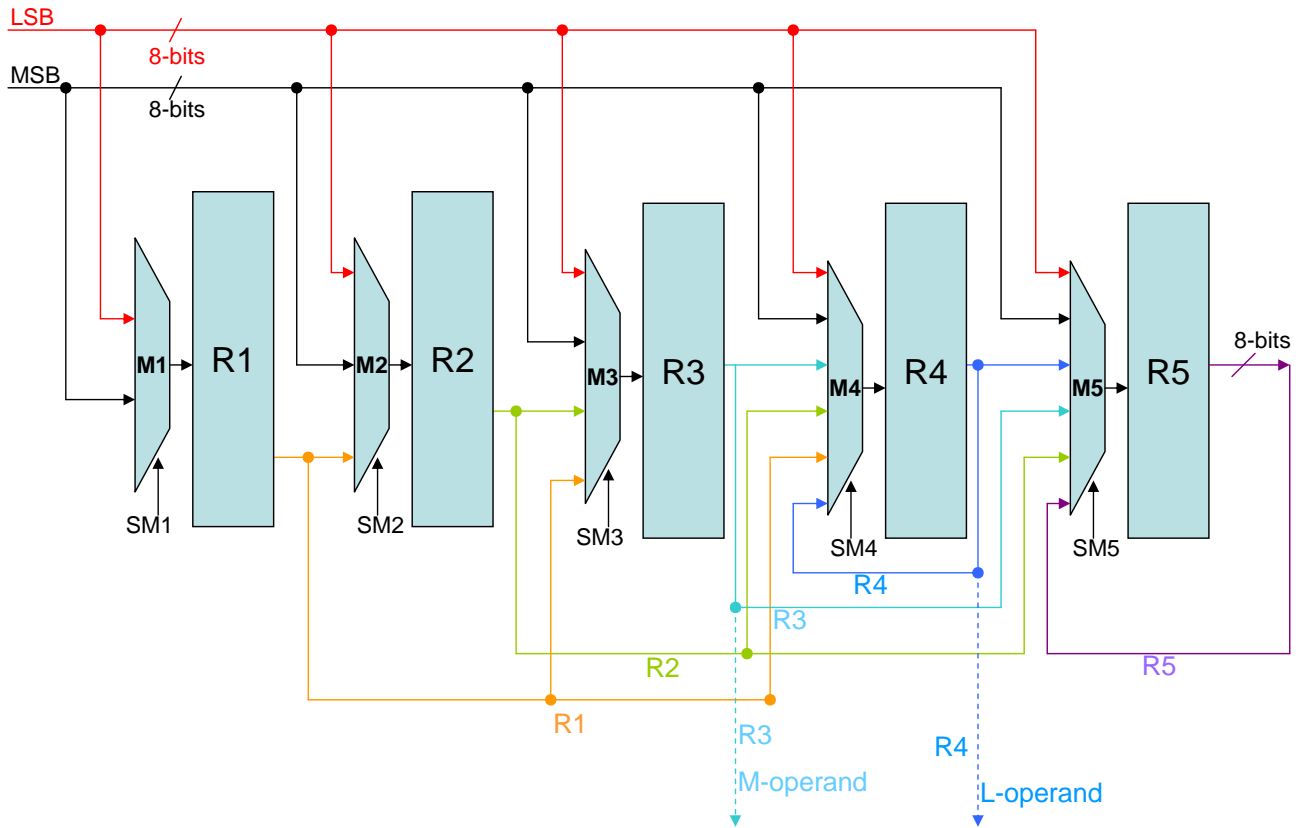 LSB
8-bits
MSB
8-bits
M1
R1
SM1
M2
R2
SM2
M3
R3
SM3
M4
R4
SM4
M5
R5
SM5
8-bits
R4
R3
R2
R5
R1
R3
R4
M-operand
L-operand